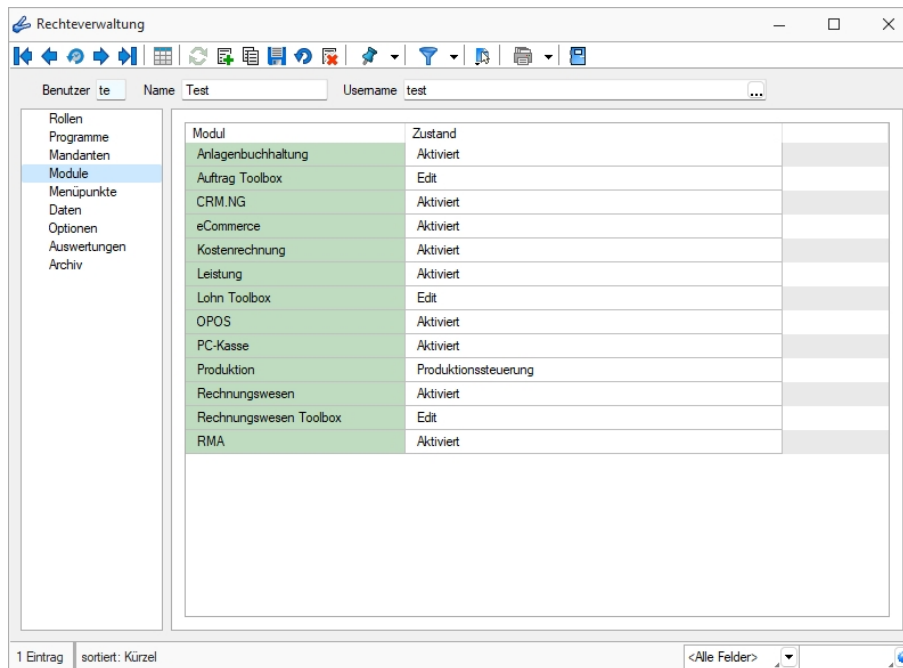 Rechteverwaltung
Benutzer te Name Test Username test ...
Rollen
Programme
Mandanten
Module
Menüpunkte
Daten
Optionen
Auswertungen
Archiv
Modul Zustand
Anlagenbuchhaltung Aktiviert
Auftrag Toolbox Edit
CRM.NG Aktiviert
eCommerce Aktiviert
Kostenrechnung Aktiviert
Leistung Aktiviert
Lohn Toolbox Edit
OPOS Aktiviert
PC-Kasse Aktiviert
Produktion Produktionssteuerung
Rechnungswesen Aktiviert
Rechnungswesen Toolbox Edit
RMA Aktiviert
1 Eintrag sortiert: Kürzel <Alle Felder>